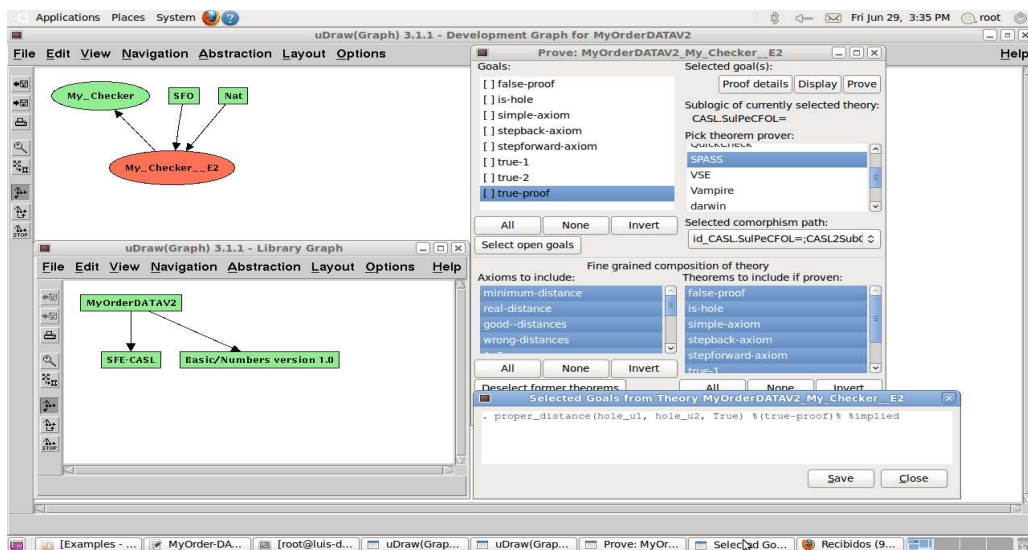 Applications Places System Fri Jun 29, 3:35 PM root
uDraw(Graph) 3.1.1 - Development Graph for MyOrderDATAV2
File Edit View Navigation Abstraction Layout Options Help
My_Checker
SFO
Nat
My_Checker__E2
Prove: MyOrderDATAV2_My_Checker__E2
Goals:
[ ] false-proof
[ ] is-hole
[ ] simple-axiom
[ ] stepback-axiom
[ ] stepforward-axiom
[ ] true-1
[ ] true-2
[ ] true-proof
All None Invert
Select open goals
Selected goal(s):
Proof details Display Prove
Sublogic of currently selected theory:
CASL.SulPeCFOL=
Pick theorem prover:
QuickCheck
SPASS
VSE
Vampire
darwin
Selected comorphism path:
id_CASL.SulPeCFOL=;CASL2SubC
Fine grained composition of theory
Axioms to include:
minimum-distance
real-distance
good--distances
wrong-distances
All None Invert
Deselect former theorems
Theorems to include if proven:
false-proof
is-hole
simple-axiom
stepback-axiom
stepforward-axiom
true-1
All None Invert
uDraw(Graph) 3.1.1 - Library Graph
File Edit View Navigation Abstraction Layout Options Help
MyOrderDATAV2
SFE-CASL
Basic/Numbers version 1.0
STOP
STOP
Selected Goals from Theory MyOrderDATAV2_My_Checker__E2
. proper_distance(hole_u1, hole_u2, True) %(true-proof)% %implied
Save Close
[Examples - ... MyOrder-DA... [root@luis-d... uDraw(Grap... uDraw(Grap... Prove: MyOr... Selected Go... Recibidos (9...